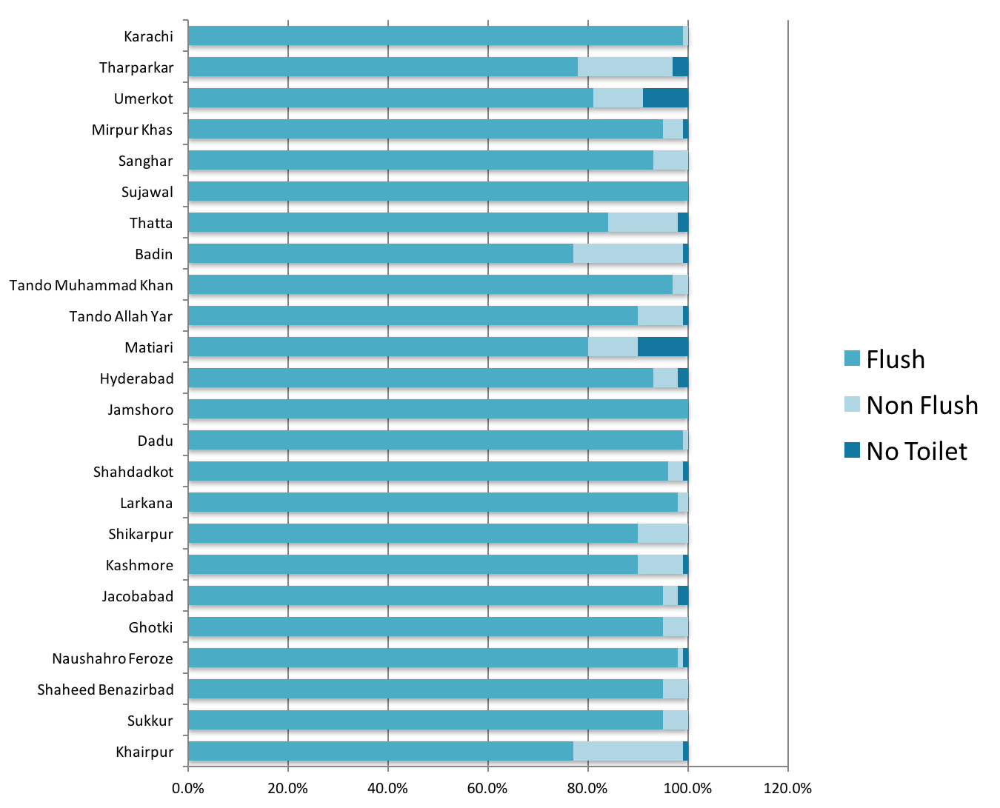 Karachi
Tharparkar
Umerkot
Mirpur Khas
Sanghar
Sujawal
Thatta
Badin
Tando Muhammad Khan
Tando Allah Yar
Matiari
Hyderabad
Jamshoro
Dadu
Shahdadkot
Larkana
Shikarpur
Kashmore
Jacobabad
Ghotki
Naushahro Feroze
Shaheed Benazirbad
Sukkur
Khairpur
0.0% 20.0% 40.0% 60.0% 80.0% 100.0% 120.0%
Flush
Non Flush
No Toilet